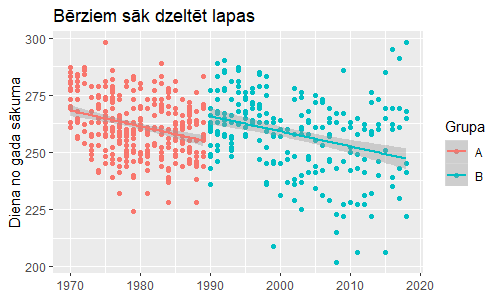 Bērziem sāk dzeltēt lapas
Diena no gada sākuma
300
275
250
225
200
1970
1980
1990
2000
2010
2020
Grupa
A
B